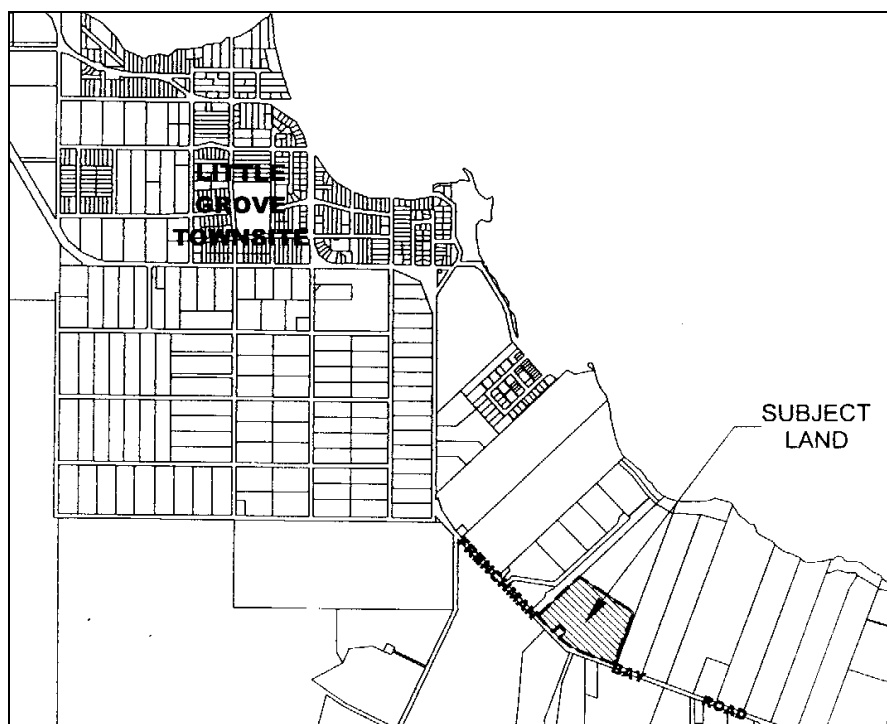 LITTLE
GROVE
TOWNSITE
SUBJECT
LAND
FRENCHMAN
BAY
ROAD